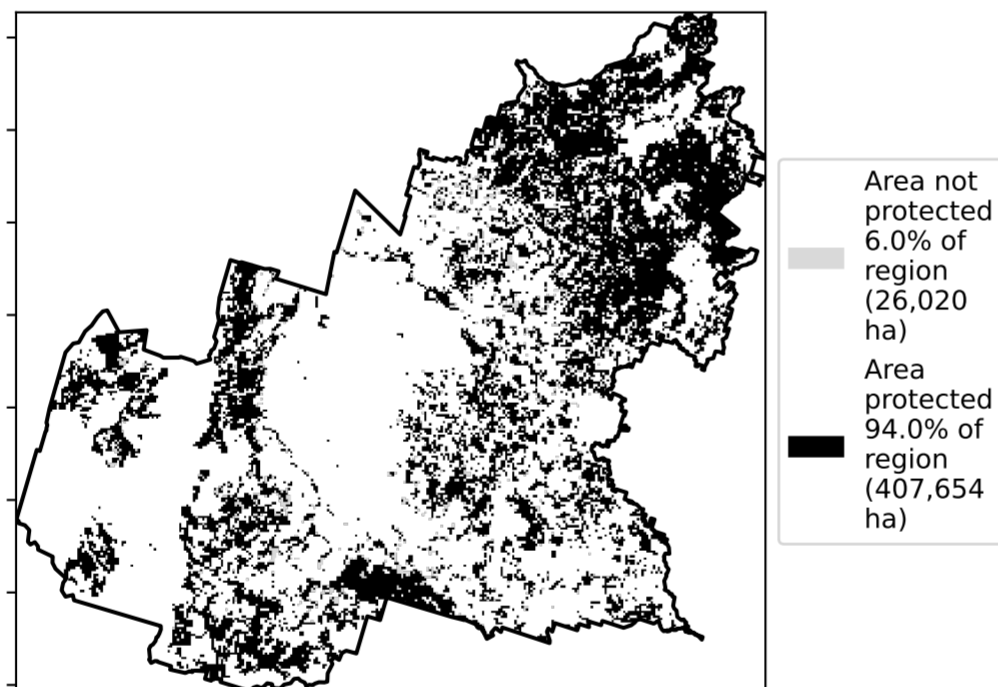 Area not
protected
6.0% of
region
(26,020
ha)
Area
protected
94.0% of
region
(407,654
ha)